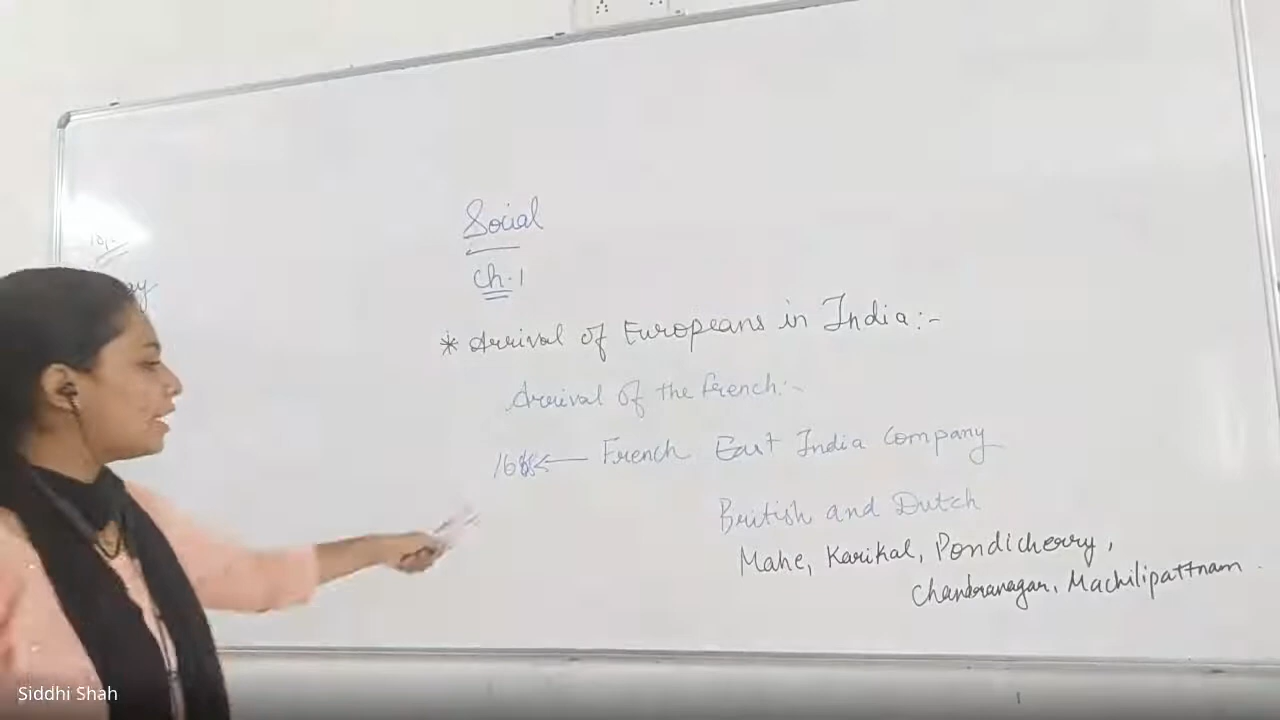 Social
Ch.1
* Arrival of Europeans in India:-
Arrival of the French:-
← French East India Company
British and Dutch
Mahe, Karikal, Pondicherry,
Chandranagar, Machilipattnam.
Siddhi Shah